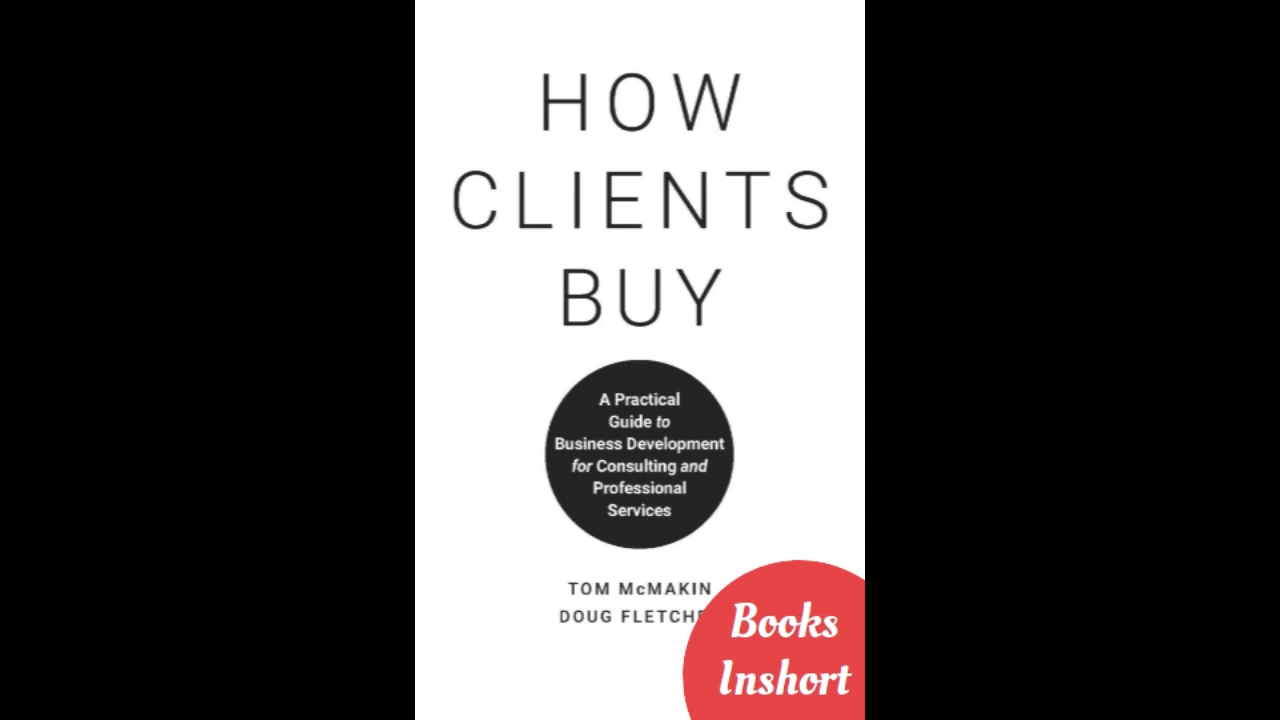 HOW
CLIENTS
BUY
A Practical
Guide to
Business Development
for Consulting and
Professional
Services
TOM McMAKIN
DOUG
Books
Inshort